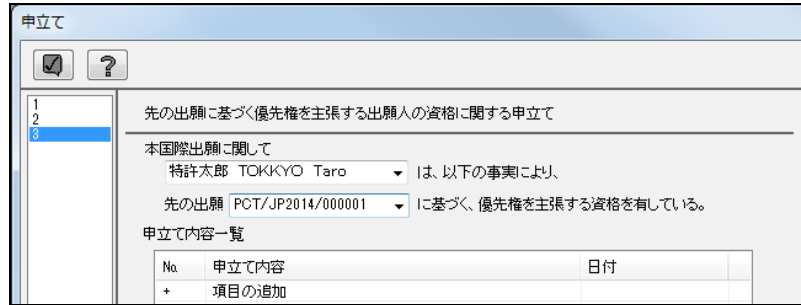 申立て
?
1
2
3
先の出願に基づく優先権を主張する出願人の資格に関する申立て
本国際出願に関して
特許太郎 TOKKYO Taro は、以下の事実により、
先の出願 PCT/JP2014/000001 に基づく、優先権を主張する資格を有している。
申立て内容一覧
No. 申立て内容 日付
+ 項目の追加